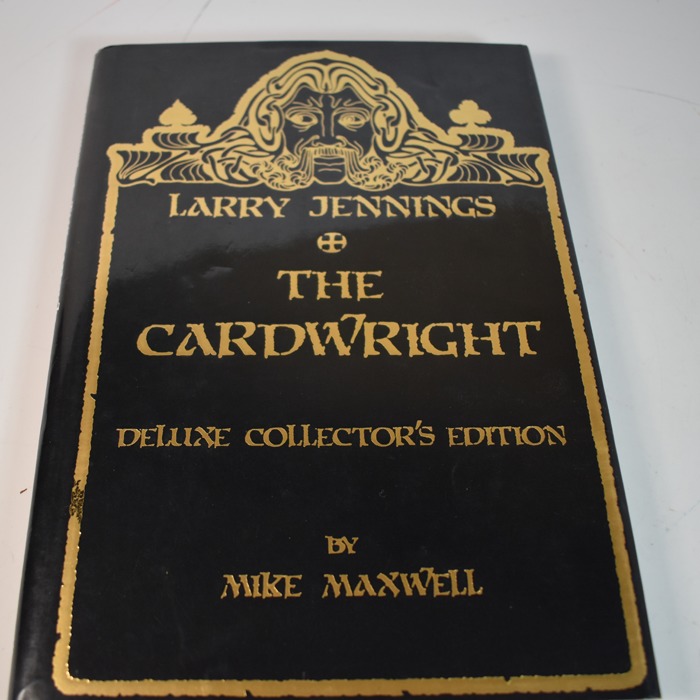 LARRY JENNINGS
THE
CARDWRIGHT
DELUXE COLLECTOR'S EDITION
BY
MIKE MAXWELL